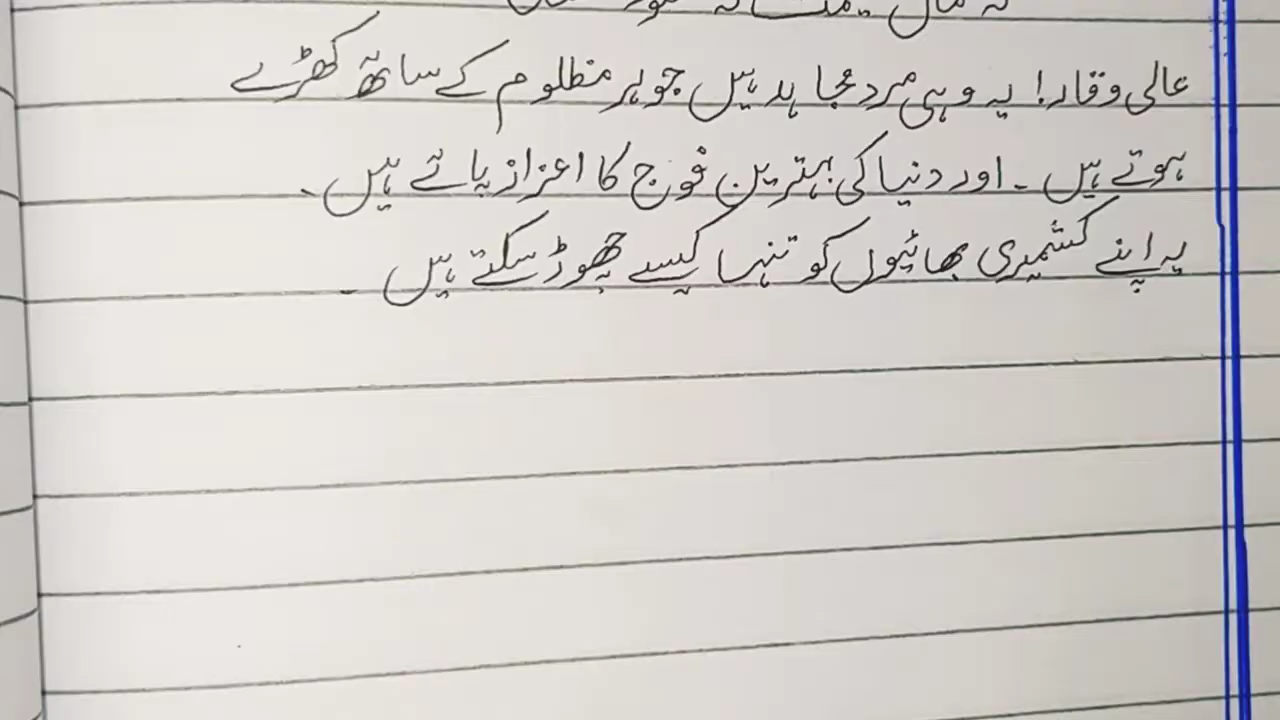 عالی وقار! یہ وہی مرد مجاہد ہیں جو ہر مظلوم کے ساتھ کھڑے
ہوتے ہیں ۔ اور دنیا کی بہترین فوج کا اعزاز پاتے ہیں ۔
یہ اپنے کشمیری بھائیوں کو تنہا کیسے چھوڑ سکتے ہیں ۔